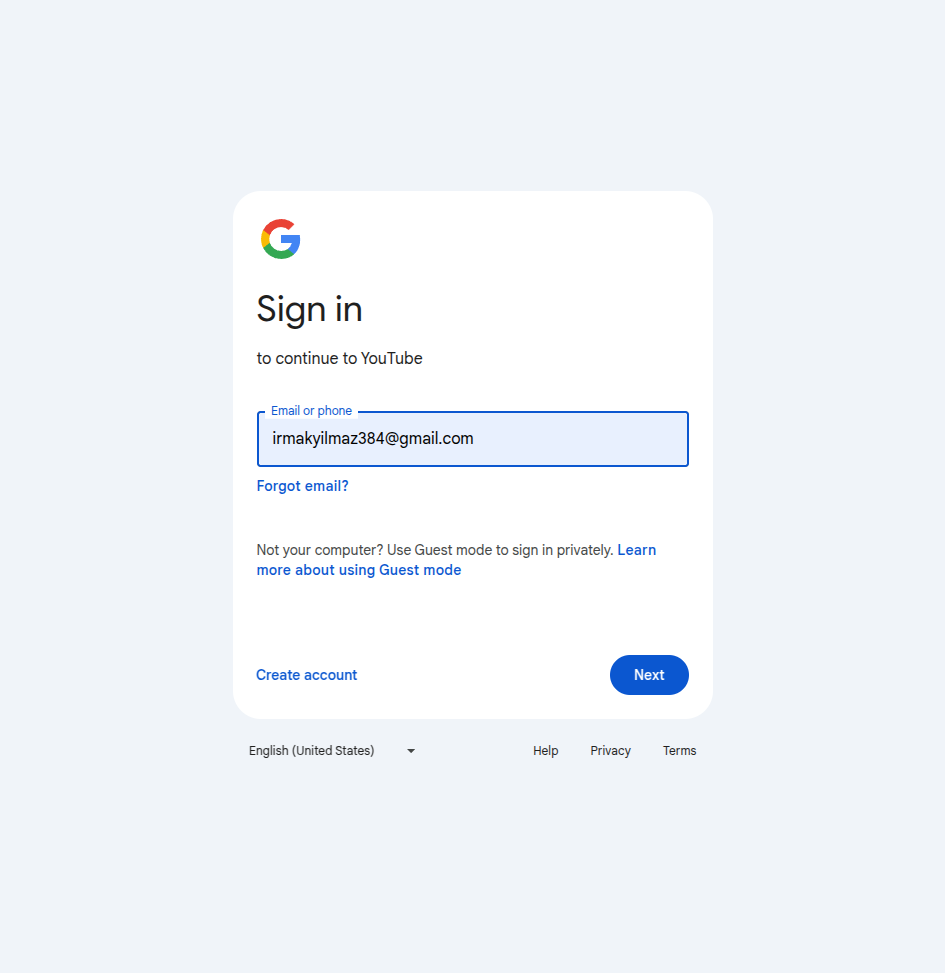 Sign in
to continue to YouTube
Email or phone
irmakyilmaz384@gmail.com
Forgot email?
Not your computer? Use Guest mode to sign in privately. Learn
more about using Guest mode
Create account
Next
English (United States)
Help
Privacy
Terms